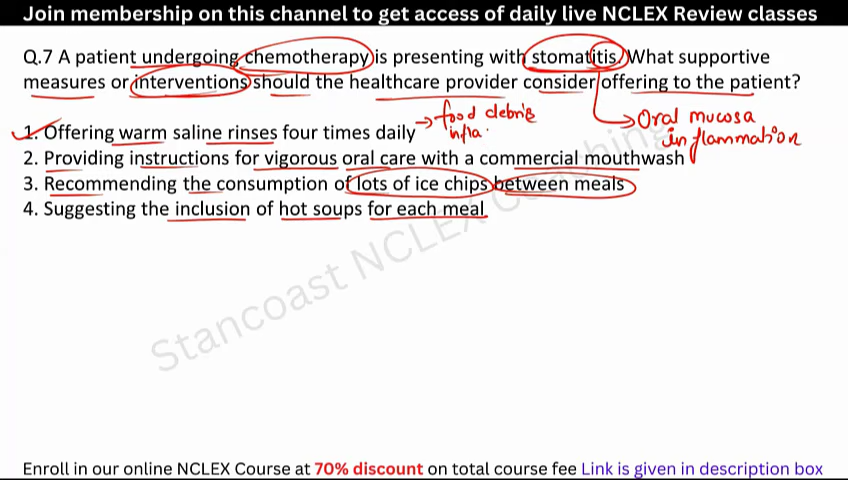 Join membership on this channel to get access of daily live NCLEX Review classes
Q.7 A patient undergoing chemotherapy is presenting with stomatitis. What supportive
measures or interventions should the healthcare provider consider offering to the patient?
1. Offering warm saline rinses four times daily
→ food debris
infla.
→ Oral mucosa
inflammation
2. Providing instructions for vigorous oral care with a commercial mouthwash
3. Recommending the consumption of lots of ice chips between meals
4. Suggesting the inclusion of hot soups for each meal
Stancoast NCLEX Coaching
Enroll in our online NCLEX Course at 70% discount on total course fee Link is given in description box